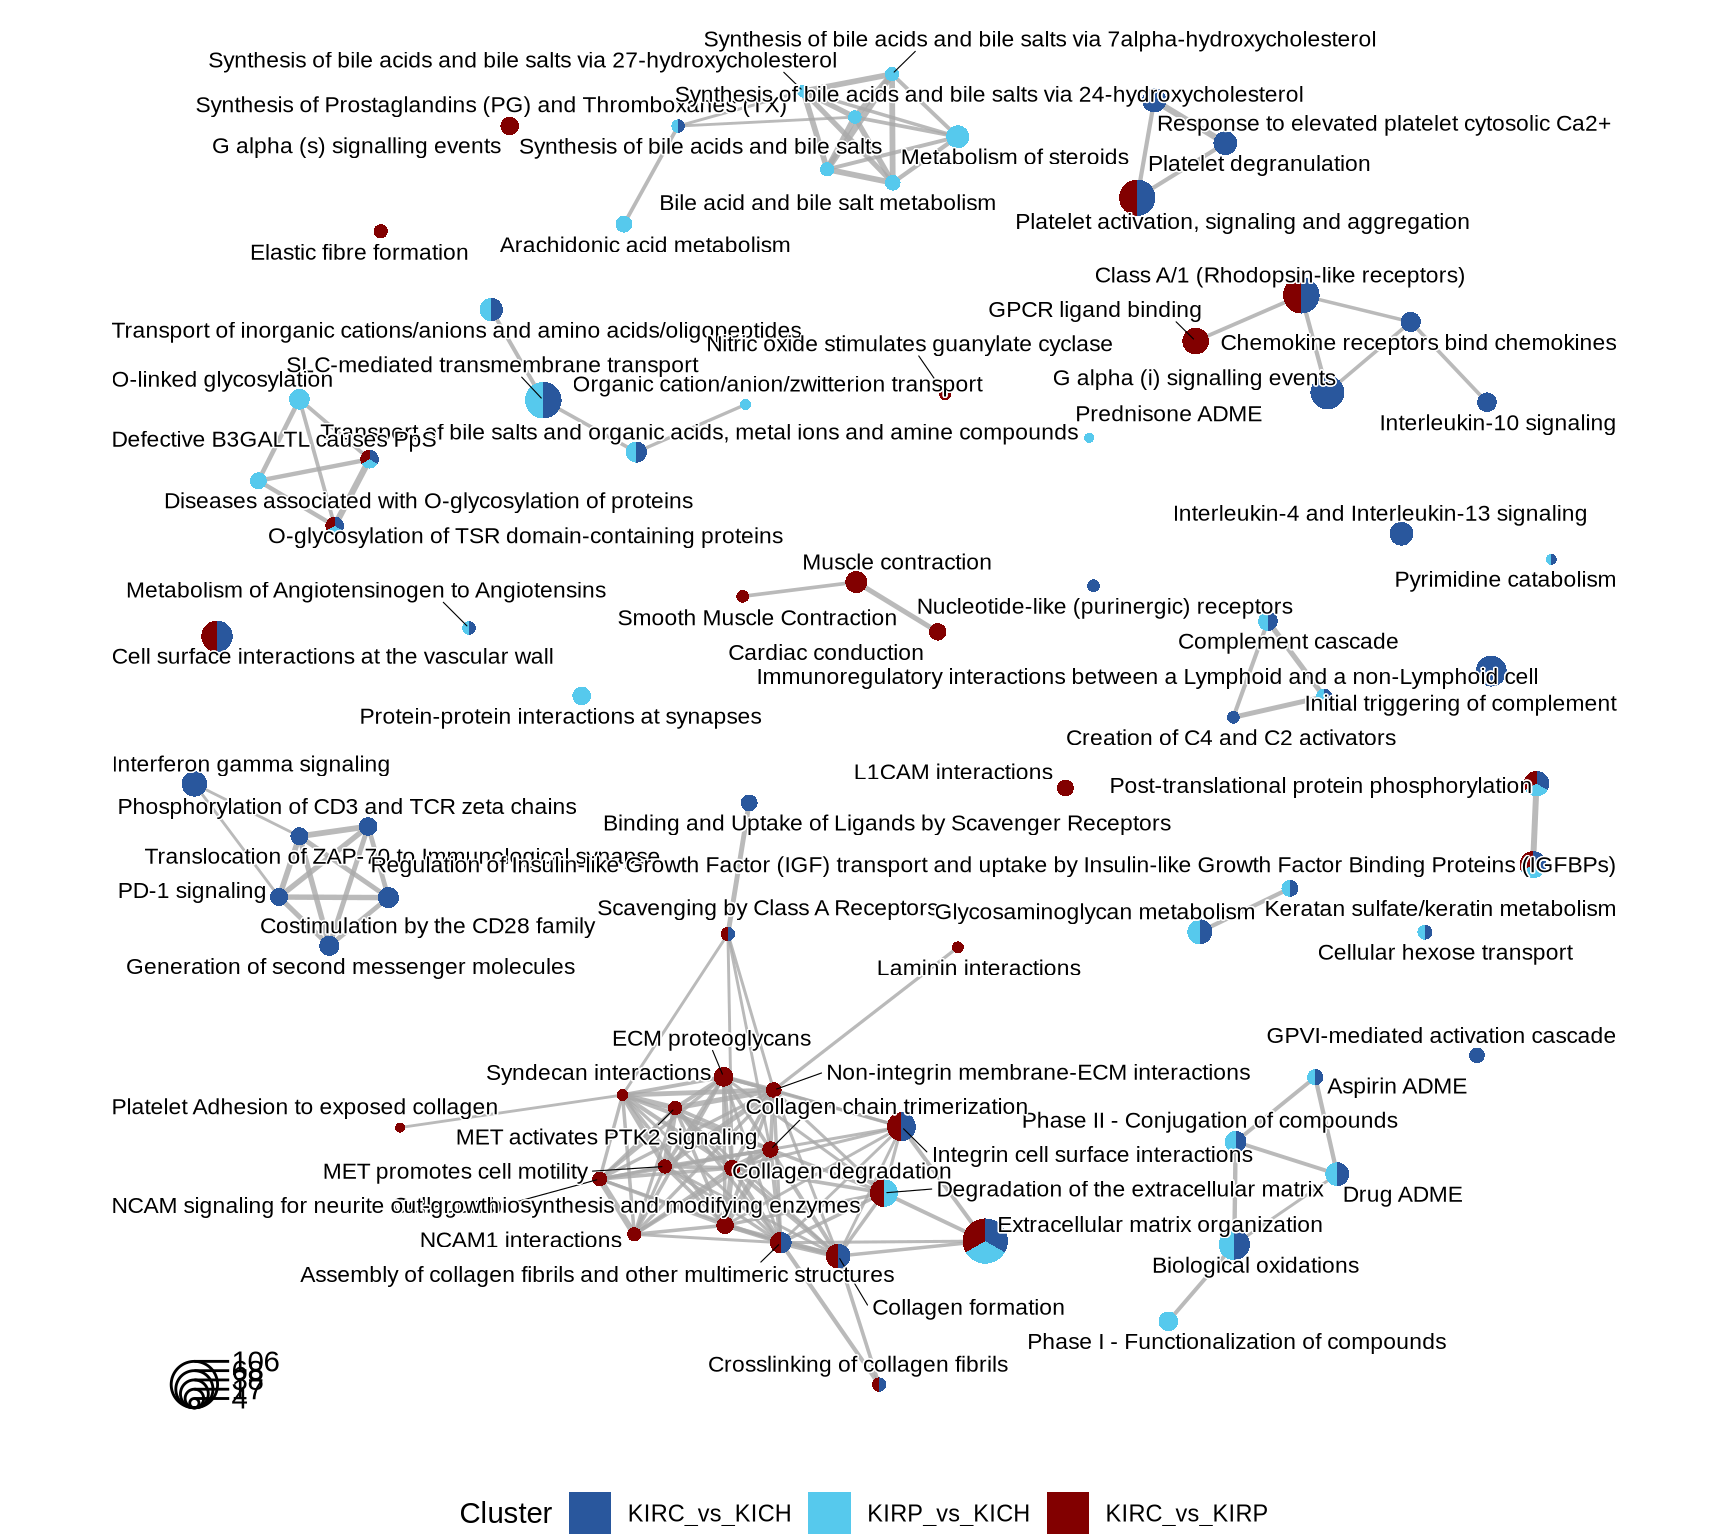 Synthesis of bile acids and bile salts via 7alpha-hydroxycholesterol
Synthesis of bile acids and bile salts via 27-hydroxycholesterol
Synthesis of bile acids and bile salts via 24-hydroxycholesterol
Synthesis of Prostaglandins (PG) and Thromboxanes (TX)
Response to elevated platelet cytosolic Ca2+
G alpha (s) signalling events
Synthesis of bile acids and bile salts
Metabolism of steroids
Platelet degranulation
Bile acid and bile salt metabolism
Platelet activation, signaling and aggregation
Elastic fibre formation
Arachidonic acid metabolism
Class A/1 (Rhodopsin-like receptors)
GPCR ligand binding
Transport of inorganic cations/anions and amino acids/oligopeptides
Nitric oxide stimulates guanylate cyclase
Chemokine receptors bind chemokines
SLC-mediated transmembrane transport
O-linked glycosylation
Organic cation/anion/zwitterion transport
G alpha (i) signalling events
Prednisone ADME
Interleukin-10 signaling
Defective B3GALTL causes PpS
Transport of bile salts and organic acids, metal ions and amine compounds
Diseases associated with O-glycosylation of proteins
Interleukin-4 and Interleukin-13 signaling
O-glycosylation of TSR domain-containing proteins
Muscle contraction
Pyrimidine catabolism
Metabolism of Angiotensinogen to Angiotensins
Nucleotide-like (purinergic) receptors
Smooth Muscle Contraction
Complement cascade
Cell surface interactions at the vascular wall
Cardiac conduction
Immunoregulatory interactions between a Lymphoid and a non-Lymphoid cell
Initial triggering of complement
Protein-protein interactions at synapses
Creation of C4 and C2 activators
Interferon gamma signaling
L1CAM interactions
Post-translational protein phosphorylation
Phosphorylation of CD3 and TCR zeta chains
Binding and Uptake of Ligands by Scavenger Receptors
Translocation of ZAP-70 to Immunological synapse
Regulation of Insulin-like Growth Factor (IGF) transport and uptake by Insulin-like Growth Factor Binding Proteins (IGFBPs)
PD-1 signaling
Scavenging by Class A Receptors
Glycosaminoglycan metabolism
Keratan sulfate/keratin metabolism
Costimulation by the CD28 family
Cellular hexose transport
Generation of second messenger molecules
Laminin interactions
ECM proteoglycans
GPVI-mediated activation cascade
Syndecan interactions
Non-integrin membrane-ECM interactions
Aspirin ADME
Platelet Adhesion to exposed collagen
Collagen chain trimerization
Phase II - Conjugation of compounds
MET activates PTK2 signaling
Integrin cell surface interactions
MET promotes cell motility
Collagen degradation
Degradation of the extracellular matrix
Drug ADME
NCAM signaling for neurite out-growth
biosynthesis and modifying enzymes
Extracellular matrix organization
NCAM1 interactions
Biological oxidations
Assembly of collagen fibrils and other multimeric structures
Collagen formation
Phase I - Functionalization of compounds
Crosslinking of collagen fibrils
106
17
4
Cluster
KIRC_vs_KICH
KIRP_vs_KICH
KIRC_vs_KIRP